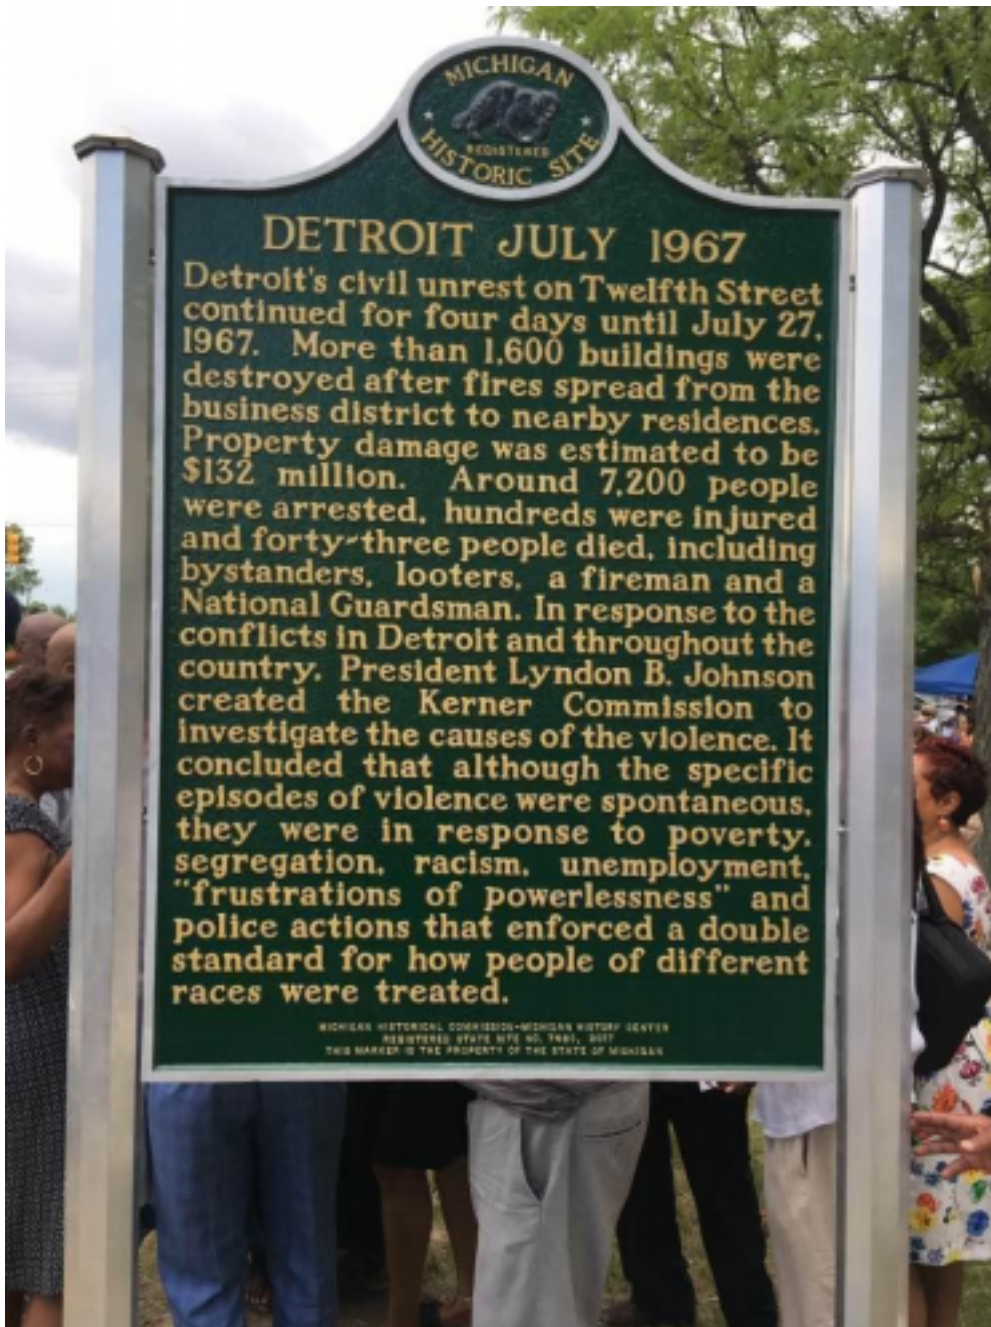 MICHIGAN
REGISTERED
HISTORIC SITE
DETROIT JULY 1967
Detroit's civil unrest on Twelfth Street
continued for four days until July 27,
1967. More than 1,600 buildings were
destroyed after fires spread from the
business district to nearby residences.
Property damage was estimated to be
$132 million. Around 7,200 people
were arrested, hundreds were injured
and forty-three people died, including
bystanders, looters, a fireman and a
National Guardsman. In response to the
conflicts in Detroit and throughout the
country, President Lyndon B. Johnson
created the Kerner Commission to
investigate the causes of the violence. It
concluded that although the specific
episodes of violence were spontaneous,
they were in response to poverty,
segregation, racism, unemployment,
"frustrations of powerlessness" and
police actions that enforced a double
standard for how people of different
races were treated.
MICHIGAN HISTORICAL COMMISSION-MICHIGAN HISTORY CENTER
REGISTERED STATE SITE NO. 2017
THIS MARKER IS THE PROPERTY OF THE STATE OF MICHIGAN